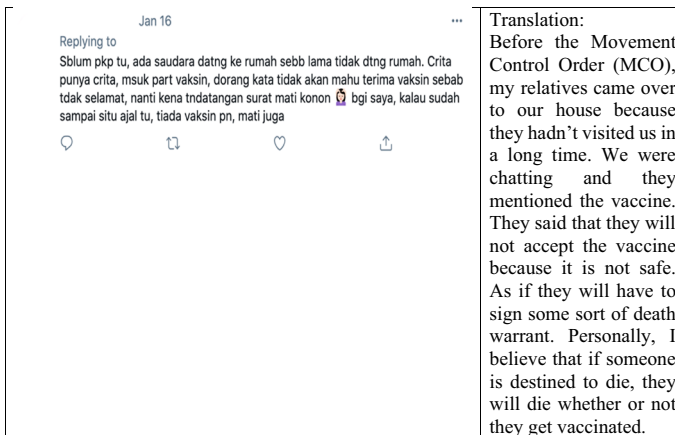 Jan 16
Replying to
Sblum pkp tu, ada saudara datng ke rumah sebb lama tidak dtng rumah. Crita
punya crita, msuk part vaksin, dorang kata tidak akan mahu terima vaksin sebab
tdak selamat, nanti kena tndatangan surat mati konon 💆🏻‍♀️ bgi saya, kalau sudah
sampai situ ajal tu, tiada vaksin pn, mati juga
Translation:
Before the Movement
Control Order (MCO),
my relatives came over
to our house because
they hadn’t visited us in
a long time. We were
chatting and they
mentioned the vaccine.
They said that they will
not accept the vaccine
because it is not safe.
As if they will have to
sign some sort of death
warrant. Personally, I
believe that if someone
is destined to die, they
will die whether or not
they get vaccinated.